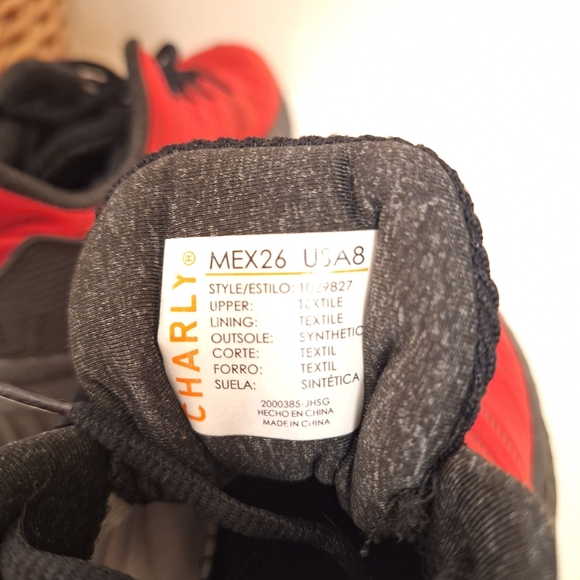 CHARLY®
MEX26 USA8
STYLE/ESTILO: 1029827
UPPER: TEXTILE
LINING: TEXTILE
OUTSOLE: SYNTHETIC
CORTE: TEXTIL
FORRO: TEXTIL
SUELA: SINTÉTICA
2000385-JHSG
HECHO EN CHINA
MADE IN CHINA